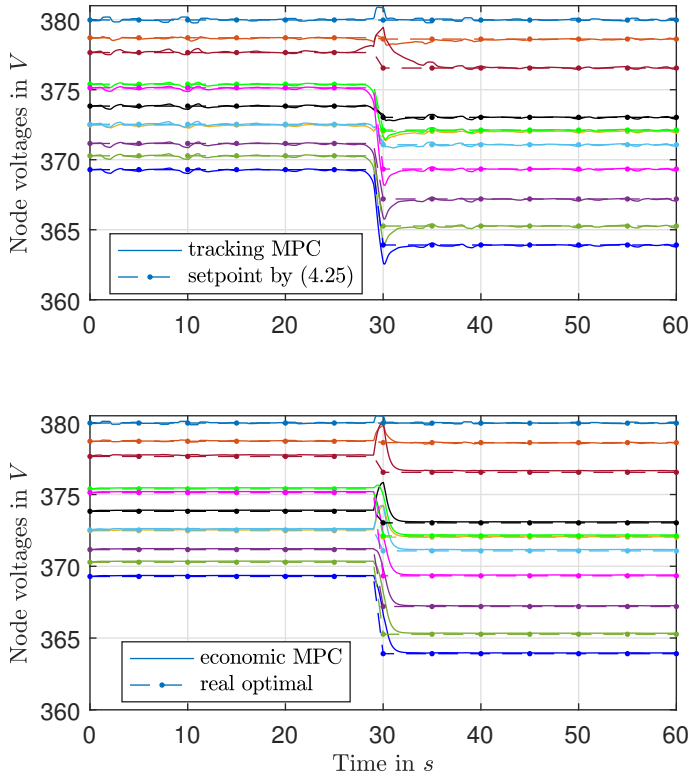 380
375
370
365
360
Node voltages in V
tracking MPC
setpoint by (4.25)
0 10 20 30 40 50 60
380
375
370
365
360
Node voltages in V
economic MPC
real optimal
0 10 20 30 40 50 60
Time in s